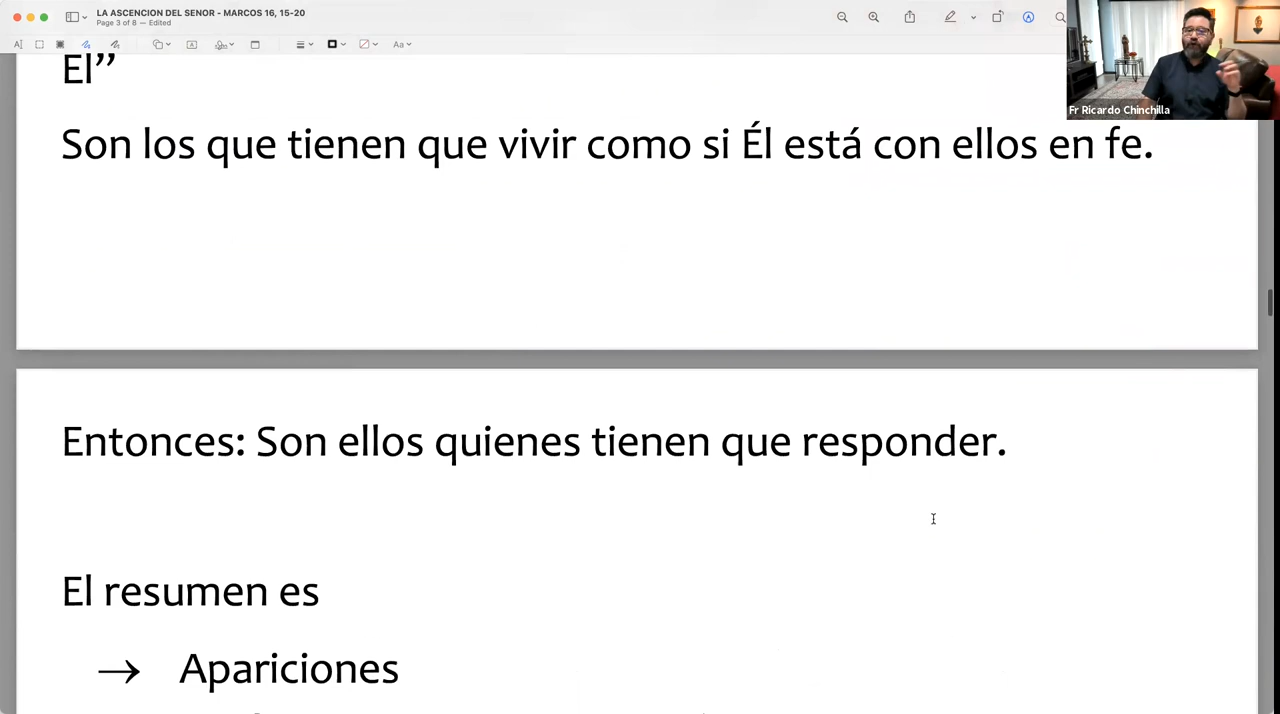 LA ASCENCION DEL SENOR - MARCOS 16, 15-20
Page 3 of 8 — Edited
Fr Ricardo Chinchilla
Él”
Son los que tienen que vivir como si Él está con ellos en fe.
Entonces: Son ellos quienes tienen que responder.
El resumen es
→ Apariciones